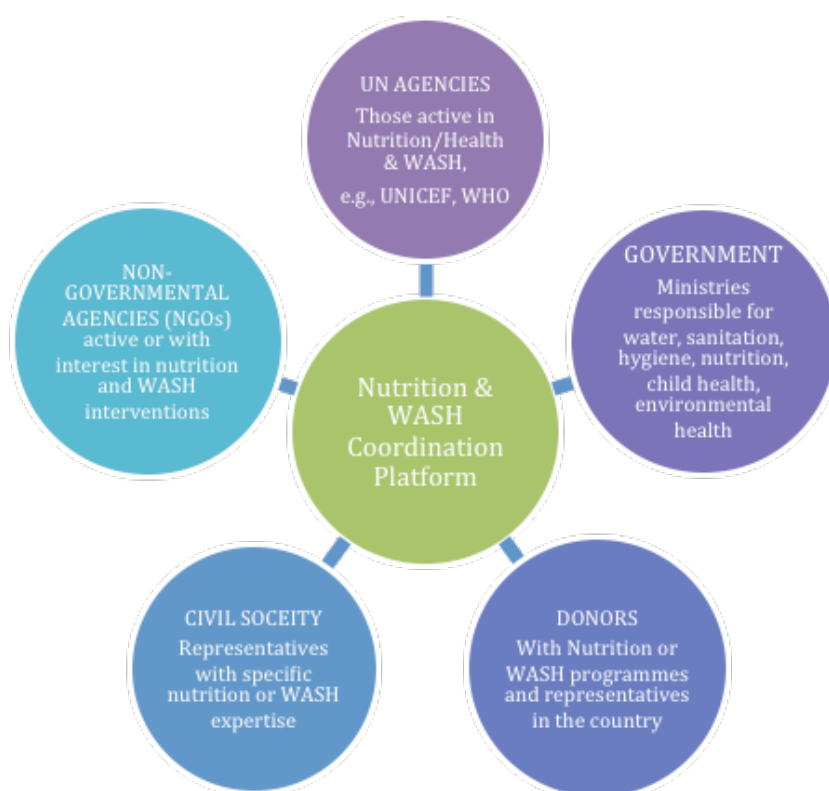 UN AGENCIES
Those active in
Nutrition/Health
& WASH,
e.g., UNICEF, WHO
GOVERNMENT
Ministries
responsible for
water, sanitation,
hygiene, nutrition,
child health,
environmental
health
DONORS
With Nutrition or
WASH programmes
and representatives
in the country
CIVIL SOCEITY
Representatives
with specific
nutrition or WASH
expertise
NON-
GOVERNMENTAL
AGENCIES (NGOs)
active or with
interest in nutrition
and WASH
interventions
Nutrition &
WASH
Coordination
Platform